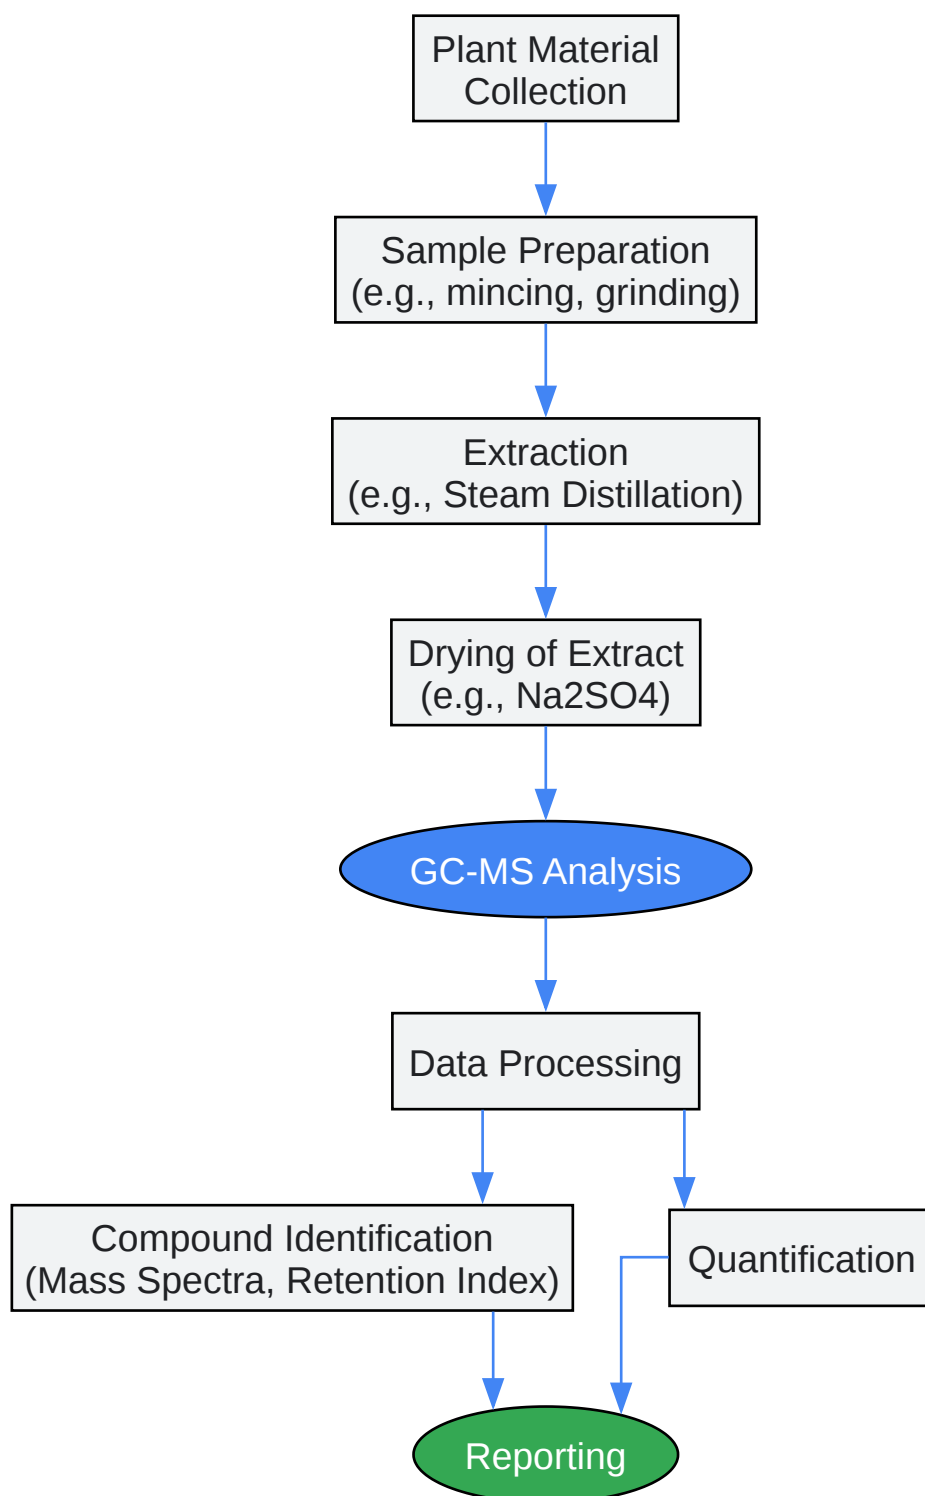 Plant Material
Collection
Sample Preparation
(e.g., mincing, grinding)
Extraction
(e.g., Steam Distillation)
Drying of Extract
(e.g., Na2SO4)
GC-MS Analysis
Data Processing
Compound Identification
(Mass Spectra, Retention Index)
Quantification
Reporting